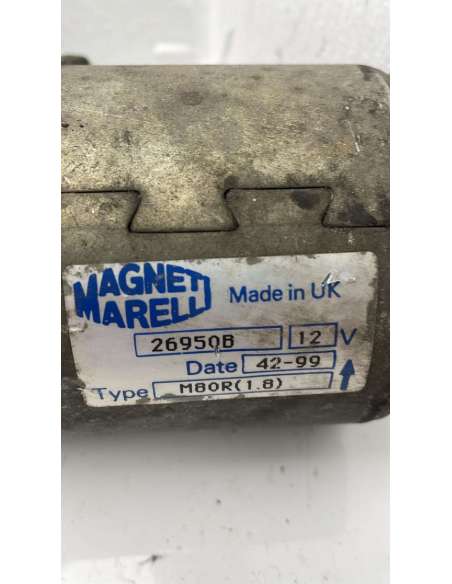 MAGNETI
MARELLI
Made in UK
26950B 12 V
Date 42-99
Type M80R(1.8)